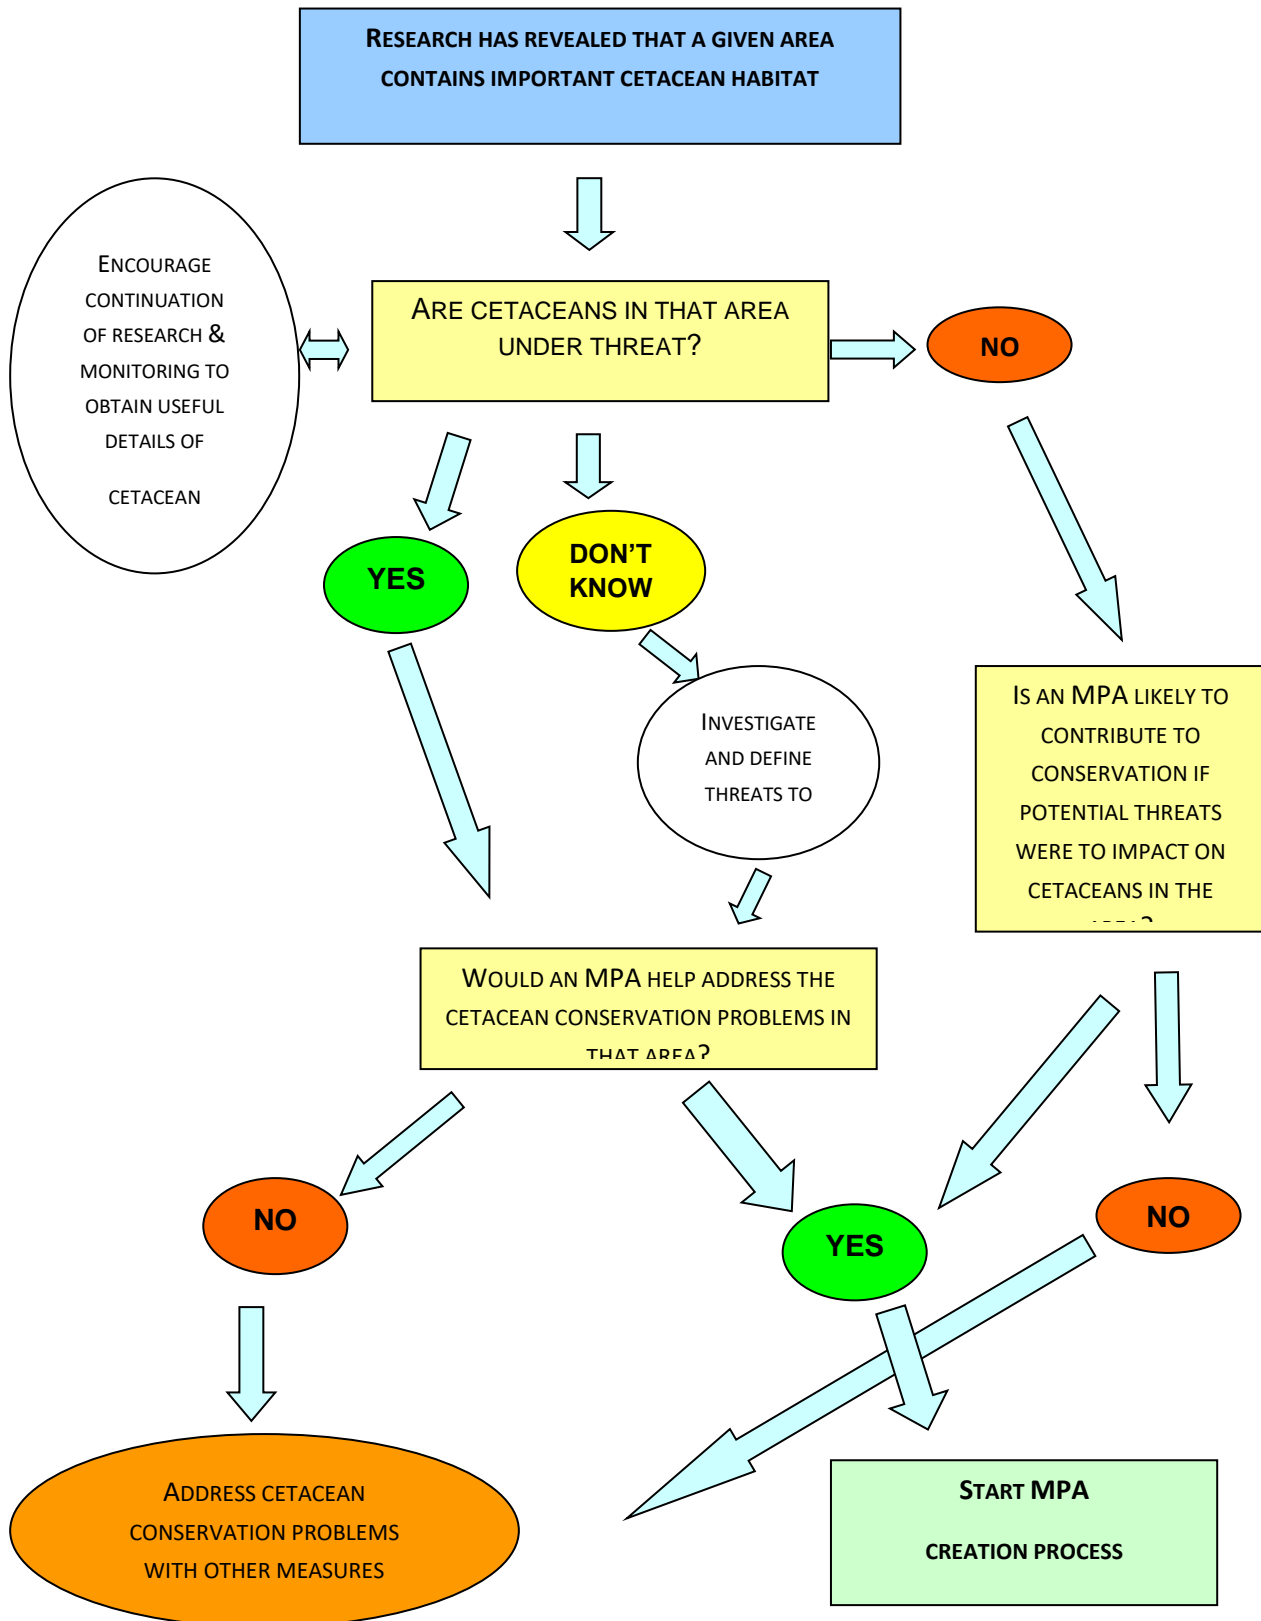 RESEARCH HAS REVEALED THAT A GIVEN AREA
CONTAINS IMPORTANT CETACEAN HABITAT
ENCOURAGE
CONTINUATION
OF RESEARCH &
MONITORING TO
OBTAIN USEFUL
DETAILS OF
CETACEAN
ARE CETACEANS IN THAT AREA
UNDER THREAT?
NO
YES
DON'T
KNOW
INVESTIGATE
AND DEFINE
THREATS TO
IS AN MPA LIKELY TO
CONTRIBUTE TO
CONSERVATION IF
POTENTIAL THREATS
WERE TO IMPACT ON
CETACEANS IN THE
AREA?
WOULD AN MPA HELP ADDRESS THE
CETACEAN CONSERVATION PROBLEMS IN
THAT AREA?
NO
YES
NO
ADDRESS CETACEAN
CONSERVATION PROBLEMS
WITH OTHER MEASURES
START MPA
CREATION PROCESS